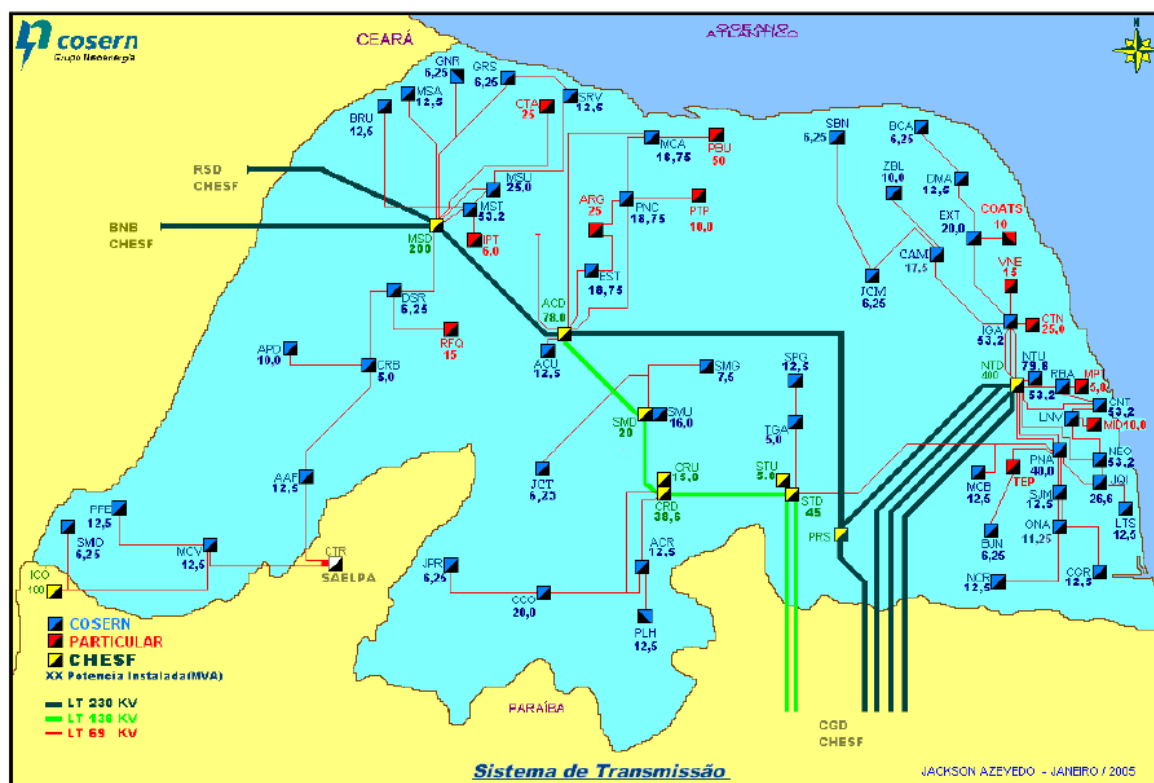 cosern
Grupo Neoenergia
CEARÁ
OCEANO
ATLANTICO
N
GNR
6,25
GRS
6,25
MSA
12,5
BRU
12,5
CTA
25
SRV
12,5
SBN
6,25
BCA
6,25
MCA
18,75
PBU
50
ZBL
10,0
DMA
12,5
RSD
CHESF
MSU
25,0
MST
53.2
ARG
25
PNC
18,75
PTP
10,0
EXT
20,0
COATS
10
BNB
CHESF
MSD
200
IPT
6,0
CAM
17,5
VNE
15
EST
18,75
JCM
6,25
DSR
6,25
ACD
78.0
RFQ
15
IGA
53,2
CTN
25,0
APD
10,0
CRB
5,0
ACU
12,5
SMG
7,5
SPG
12,5
NTD
400
NTU
79,8
53,2
RBA
MPT
5,0
CNT
53,2
LNV
MD10,0
SMD
20
SMU
16,0
TGA
5,0
NEO
53,2
PNA
40,0
AAF
12,5
JCT
6,25
CRU
15,0
CRD
38,6
STU
5.0
STD
45
MCB
12,5
TEP
SJM
12,5
JQI
26,6
LTS
12,5
PFE
12,5
SMO
6,25
MCV
12,5
CTR
SAELPA
ACR
12,5
PRS
EJN
6,25
ONA
11,25
ICO
100
JPR
6,25
CCO
20,0
NCR
12,5
CGR
12,5
PLH
12,5
COSERN
PARTICULAR
CHESF
XX Potencia Instalada(MVA)
LT 230 KV
LT 138 KV
LT 69 KV
PARAÍBA
CGD
CHESF
Sistema de Transmissão
JACKSON AZEVEDO - JANEIRO / 2005